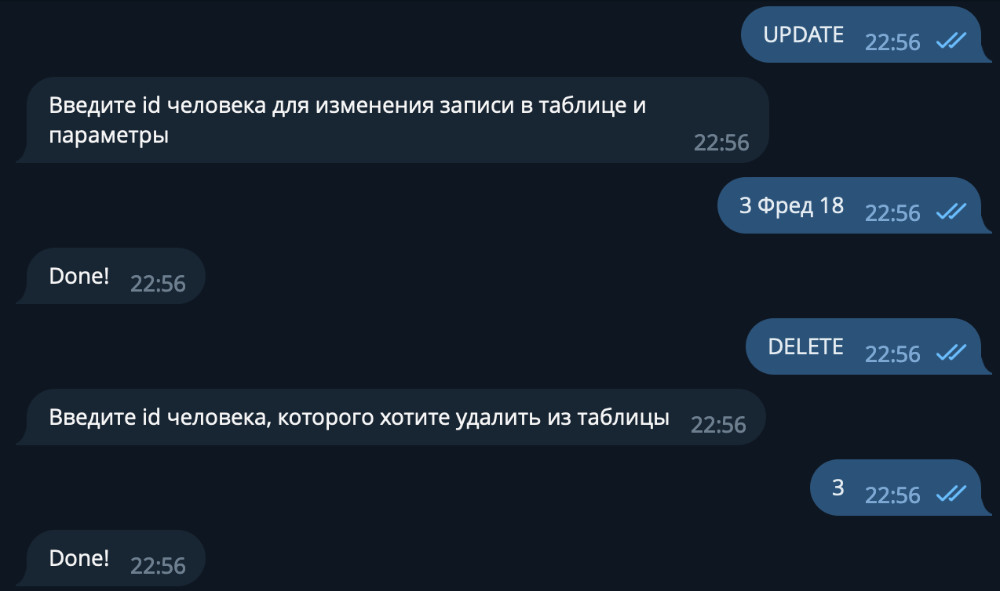 UPDATE 22:56
Введите id человека для изменения записи в таблице и
параметры 22:56
3 Фред 18 22:56
Done! 22:56
DELETE 22:56
Введите id человека, которого хотите удалить из таблицы 22:56
3 22:56
Done! 22:56